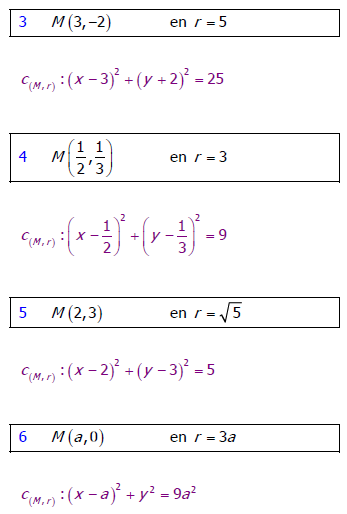 3 M(3,−2) en r = 5
c₍M,r₎ : (x − 3)² + (y + 2)² = 25
4 M(1/2, 1/3) en r = 3
c₍M,r₎ : (x − 1/2)² + (y − 1/3)² = 9
5 M(2,3) en r = √5
c₍M,r₎ : (x − 2)² + (y − 3)² = 5
6 M(a,0) en r = 3a
c₍M,r₎ : (x − a)² + y² = 9a²